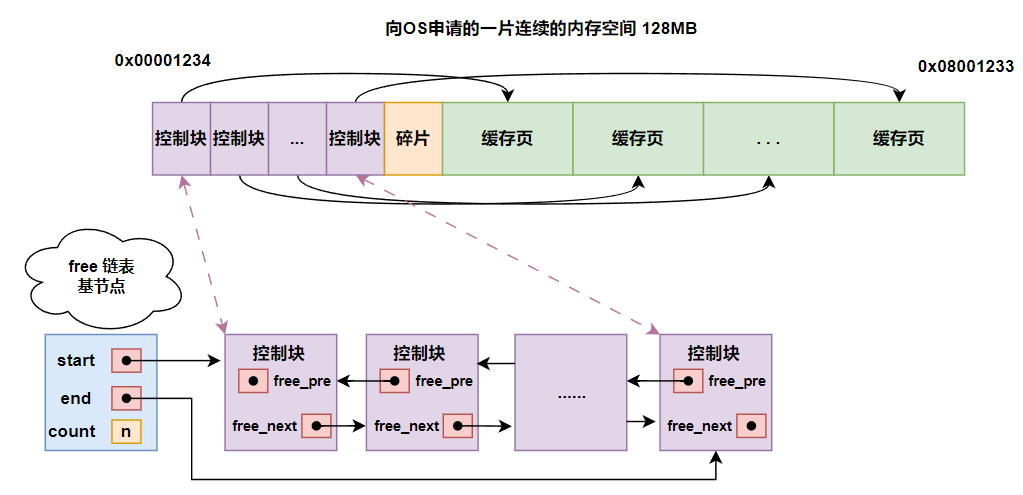 向OS申请的一片连续的内存空间 128MB
0x00001234
0x08001233
控制块
控制块
...
控制块
碎片
缓存页
缓存页
...
缓存页
free 链表
基节点
start
end
count
n
控制块
free_pre
free_next
控制块
free_pre
free_next
......
控制块
free_pre
free_next